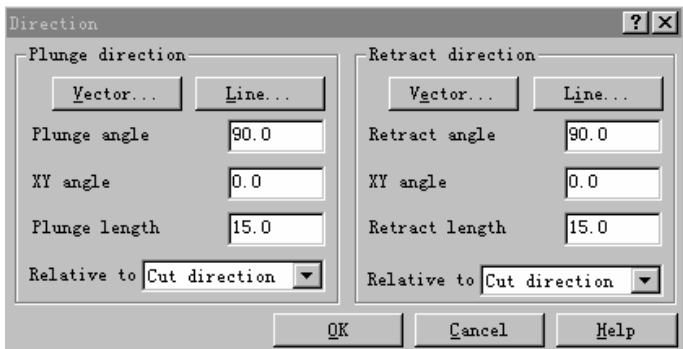 Direction
Plunge direction Retract direction
Vector... Line... Vector... Line...
Plunge angle 90.0 Retract angle 90.0
XY angle 0.0 XY angle 0.0
Plunge length 15.0 Retract length 15.0
Relative to Cut direction Relative to Cut direction
OK Cancel Help